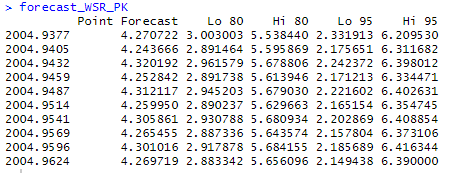 > forecast_WSR_PK
Point Forecast Lo 80 Hi 80 Lo 95 Hi 95
2004.9377 4.270722 3.003003 5.538440 2.331913 6.209530
2004.9405 4.243666 2.891464 5.595869 2.175651 6.311682
2004.9432 4.320192 2.961579 5.678806 2.242372 6.398012
2004.9459 4.252842 2.891738 5.613946 2.171213 6.334471
2004.9487 4.312117 2.945203 5.679030 2.221602 6.402631
2004.9514 4.259950 2.890237 5.629663 2.165154 6.354745
2004.9541 4.305861 2.930788 5.680934 2.202869 6.408854
2004.9569 4.265455 2.887336 5.643574 2.157804 6.373106
2004.9596 4.301016 2.917878 5.684155 2.185689 6.416344
2004.9624 4.269719 2.883342 5.656096 2.149438 6.390000